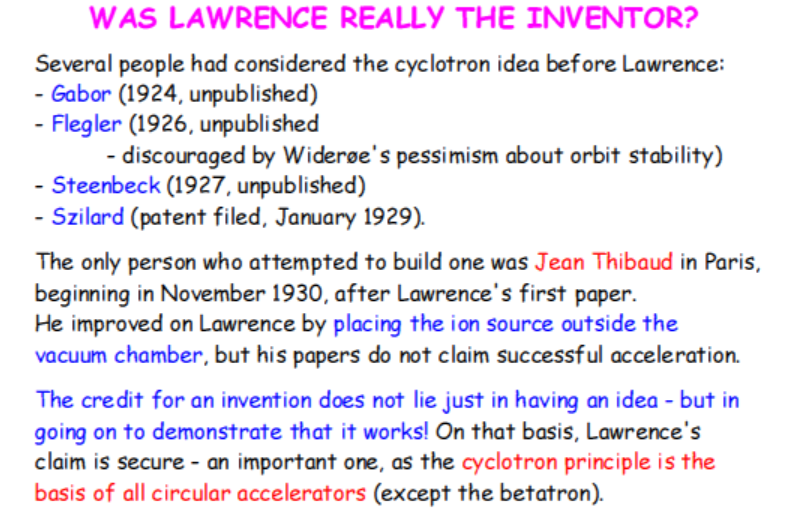 WAS LAWRENCE REALLY THE INVENTOR?
Several people had considered the cyclotron idea before Lawrence:
- Gabor (1924, unpublished)
- Flegler (1926, unpublished
- discouraged by Widerøe's pessimism about orbit stability)
- Steenbeck (1927, unpublished)
- Szilard (patent filed, January 1929).
The only person who attempted to build one was Jean Thibaud in Paris,
beginning in November 1930, after Lawrence's first paper.
He improved on Lawrence by placing the ion source outside the
vacuum chamber, but his papers do not claim successful acceleration.
The credit for an invention does not lie just in having an idea - but in
going on to demonstrate that it works! On that basis, Lawrence's
claim is secure - an important one, as the cyclotron principle is the
basis of all circular accelerators (except the betatron).